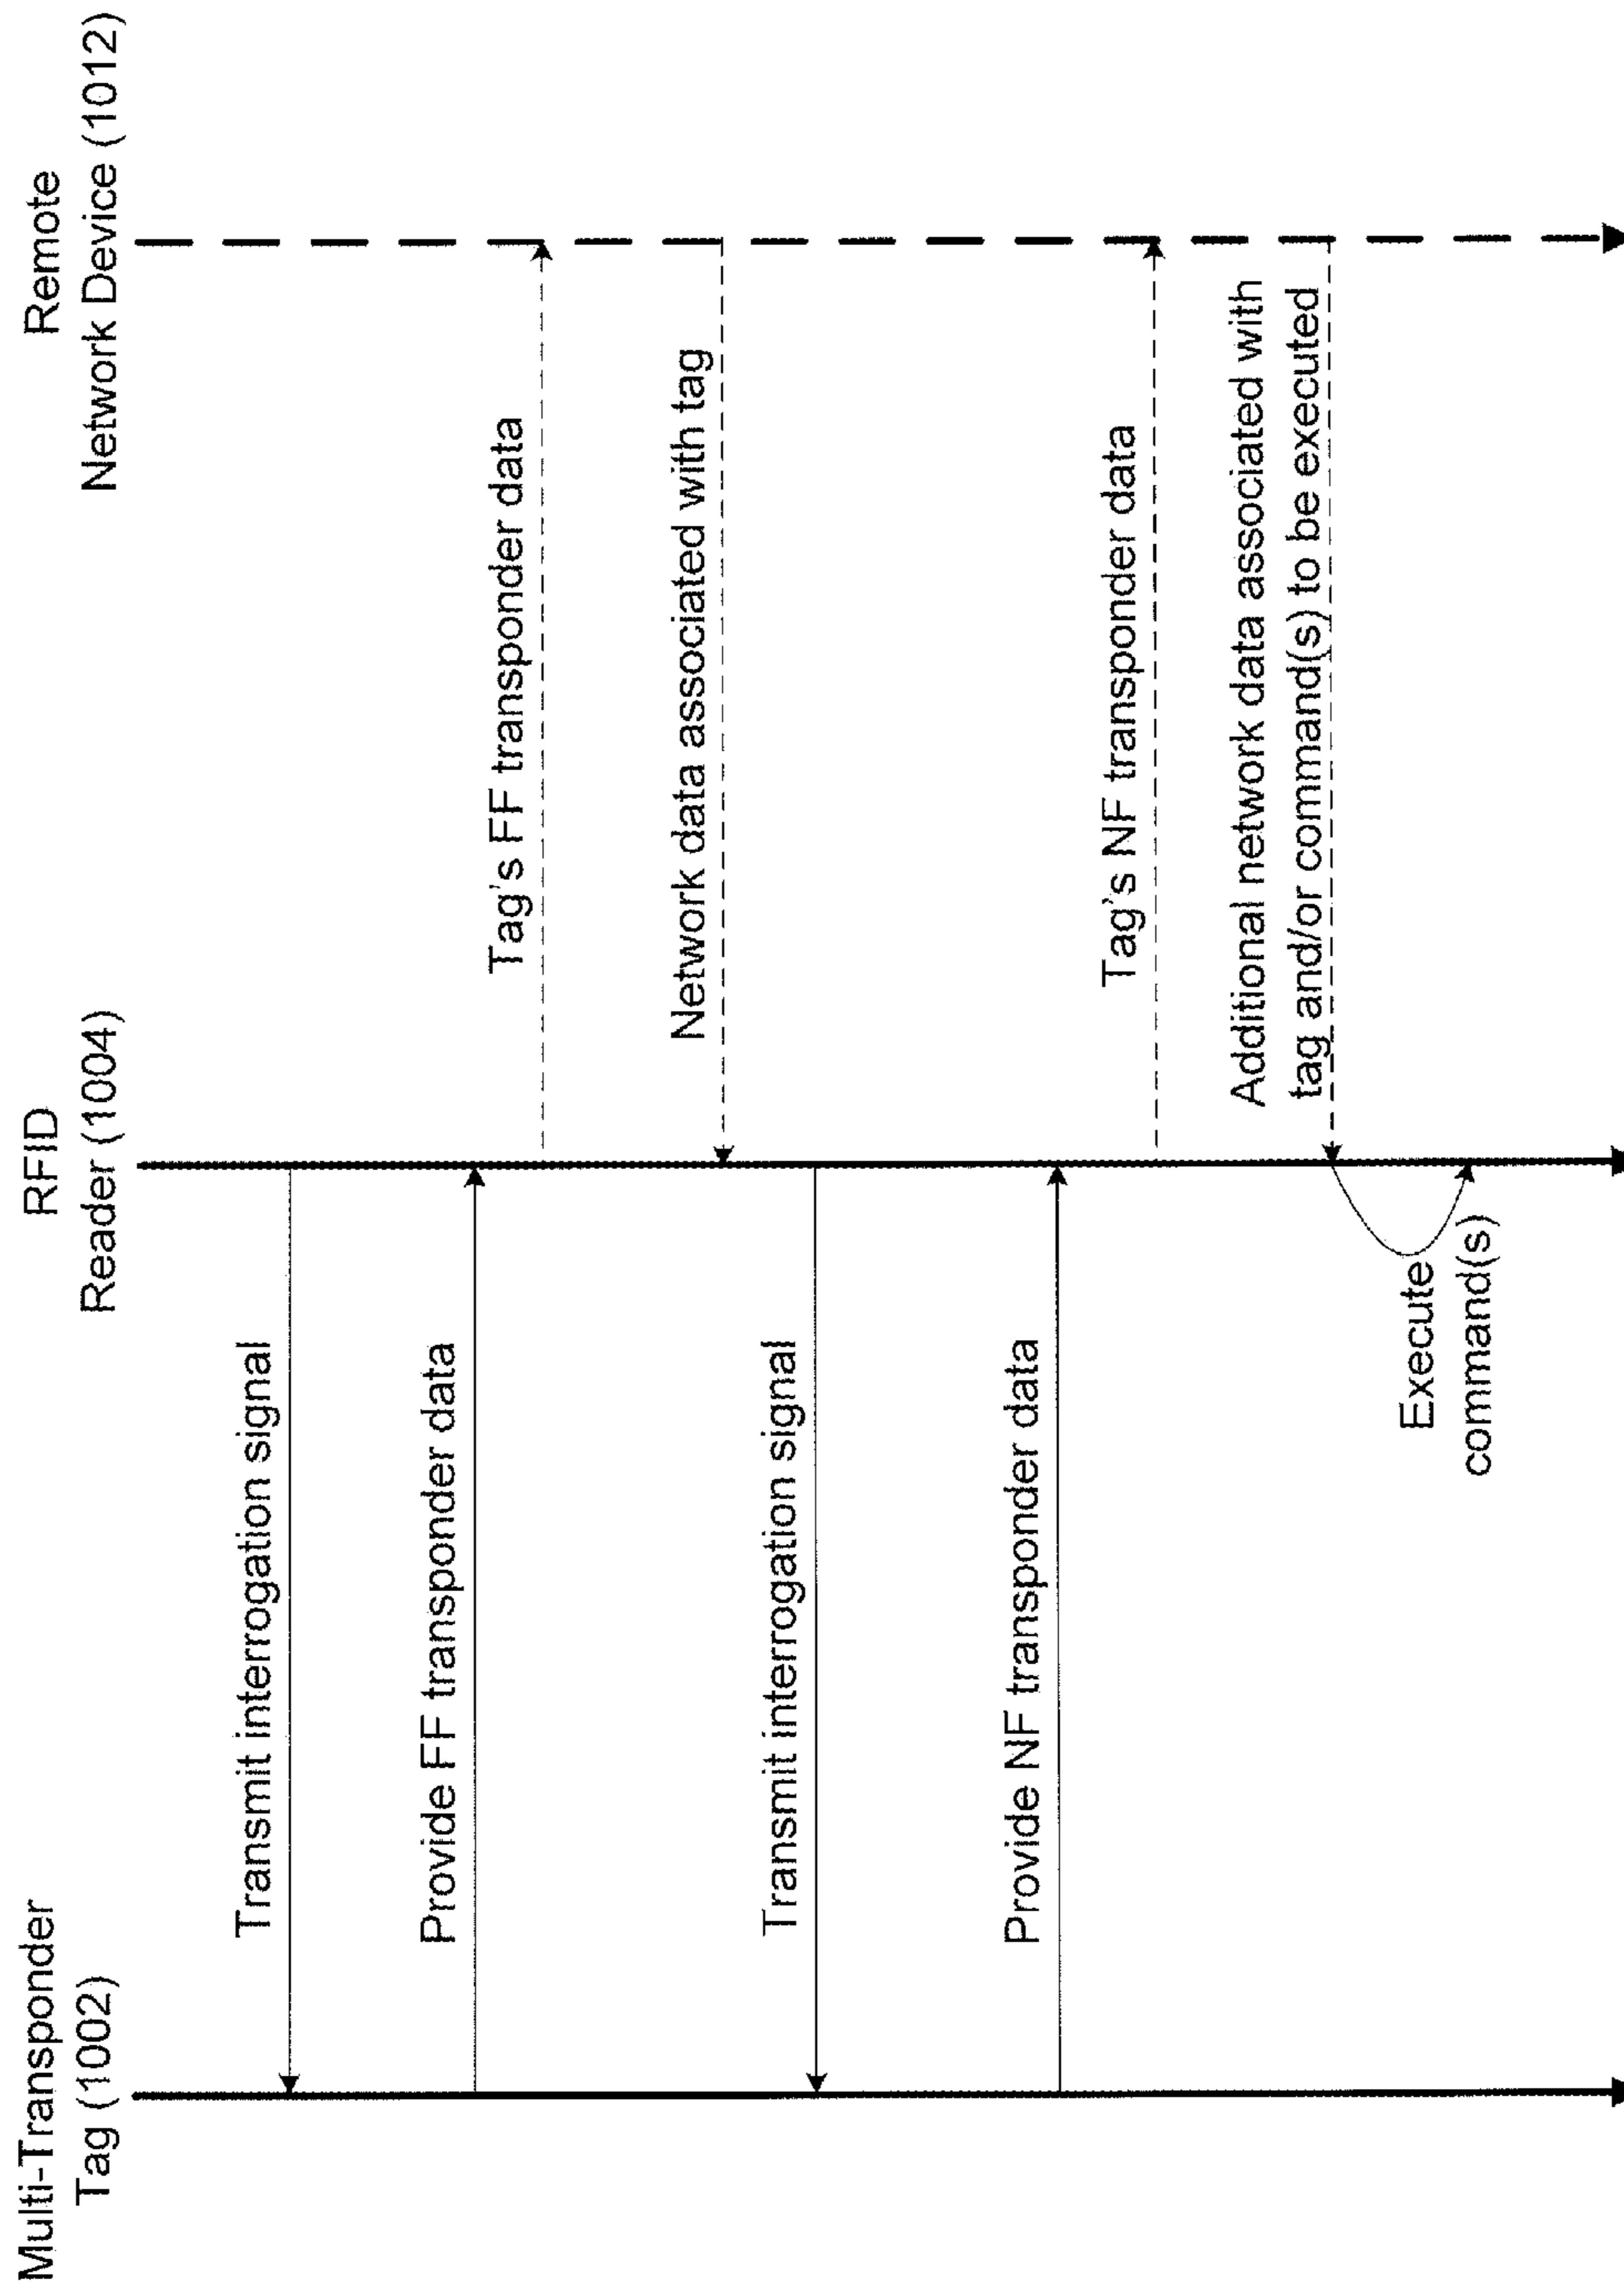 Multi-Transponder
Tag (1002)
RFID
Reader (1004)
Remote
Network Device (1012)
Transmit interrogation signal
Provide FF transponder data
Tag's FF transponder data
Network data associated with tag
Transmit interrogation signal
Provide NF transponder data
Tag's NF transponder data
Additional network data associated with
tag and/or command(s) to be executed
Execute
command(s)